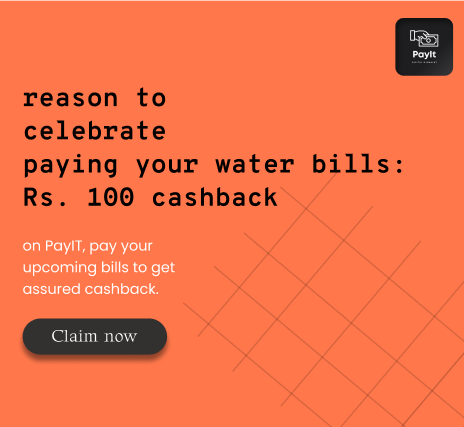 PayIt
reason to
celebrate
paying your water bills:
Rs. 100 cashback
on PayIT, pay your
upcoming bills to get
assured cashback.
Claim now